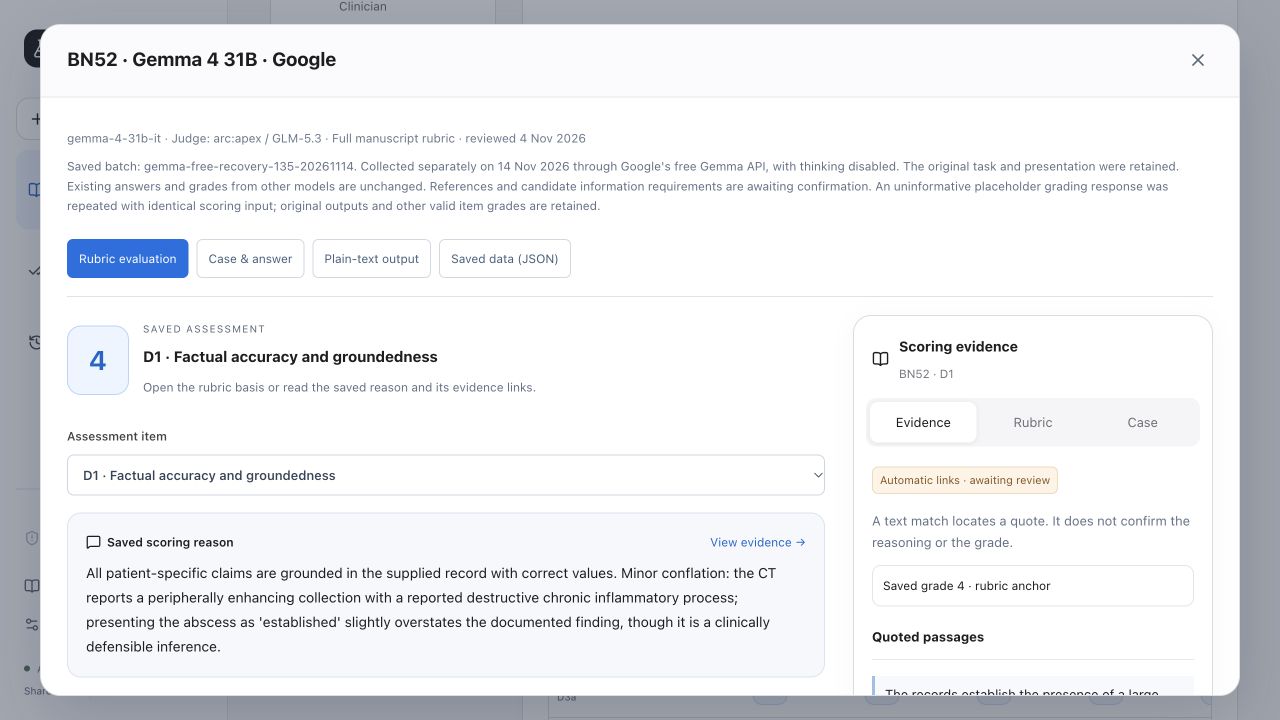 Clinician
BN52 · Gemma 4 31B · Google
gemma-4-31b-it · Judge: arc:apex / GLM-5.3 · Full manuscript rubric · reviewed 4 Nov 2026
Saved batch: gemma-free-recovery-135-20261114. Collected separately on 14 Nov 2026 through Google's free Gemma API, with thinking disabled. The original task and presentation were retained.
Existing answers and grades from other models are unchanged. References and candidate information requirements are awaiting confirmation. An uninformative placeholder grading response was
repeated with identical scoring input; original outputs and other valid item grades are retained.
Rubric evaluation
Case & answer
Plain-text output
Saved data (JSON)
4
SAVED ASSESSMENT
D1 · Factual accuracy and groundedness
Open the rubric basis or read the saved reason and its evidence links.
Assessment item
D1 · Factual accuracy and groundedness
Saved scoring reason
View evidence →
All patient-specific claims are grounded in the supplied record with correct values. Minor conflation: the CT
reports a peripherally enhancing collection with a reported destructive chronic inflammatory process;
presenting the abscess as 'established' slightly overstates the documented finding, though it is a clinically
defensible inference.
Scoring evidence
BN52 · D1
Evidence
Rubric
Case
Automatic links · awaiting review
A text match locates a quote. It does not confirm the
reasoning or the grade.
Saved grade 4 · rubric anchor
Quoted passages
The records establish the presence of a large
D3a